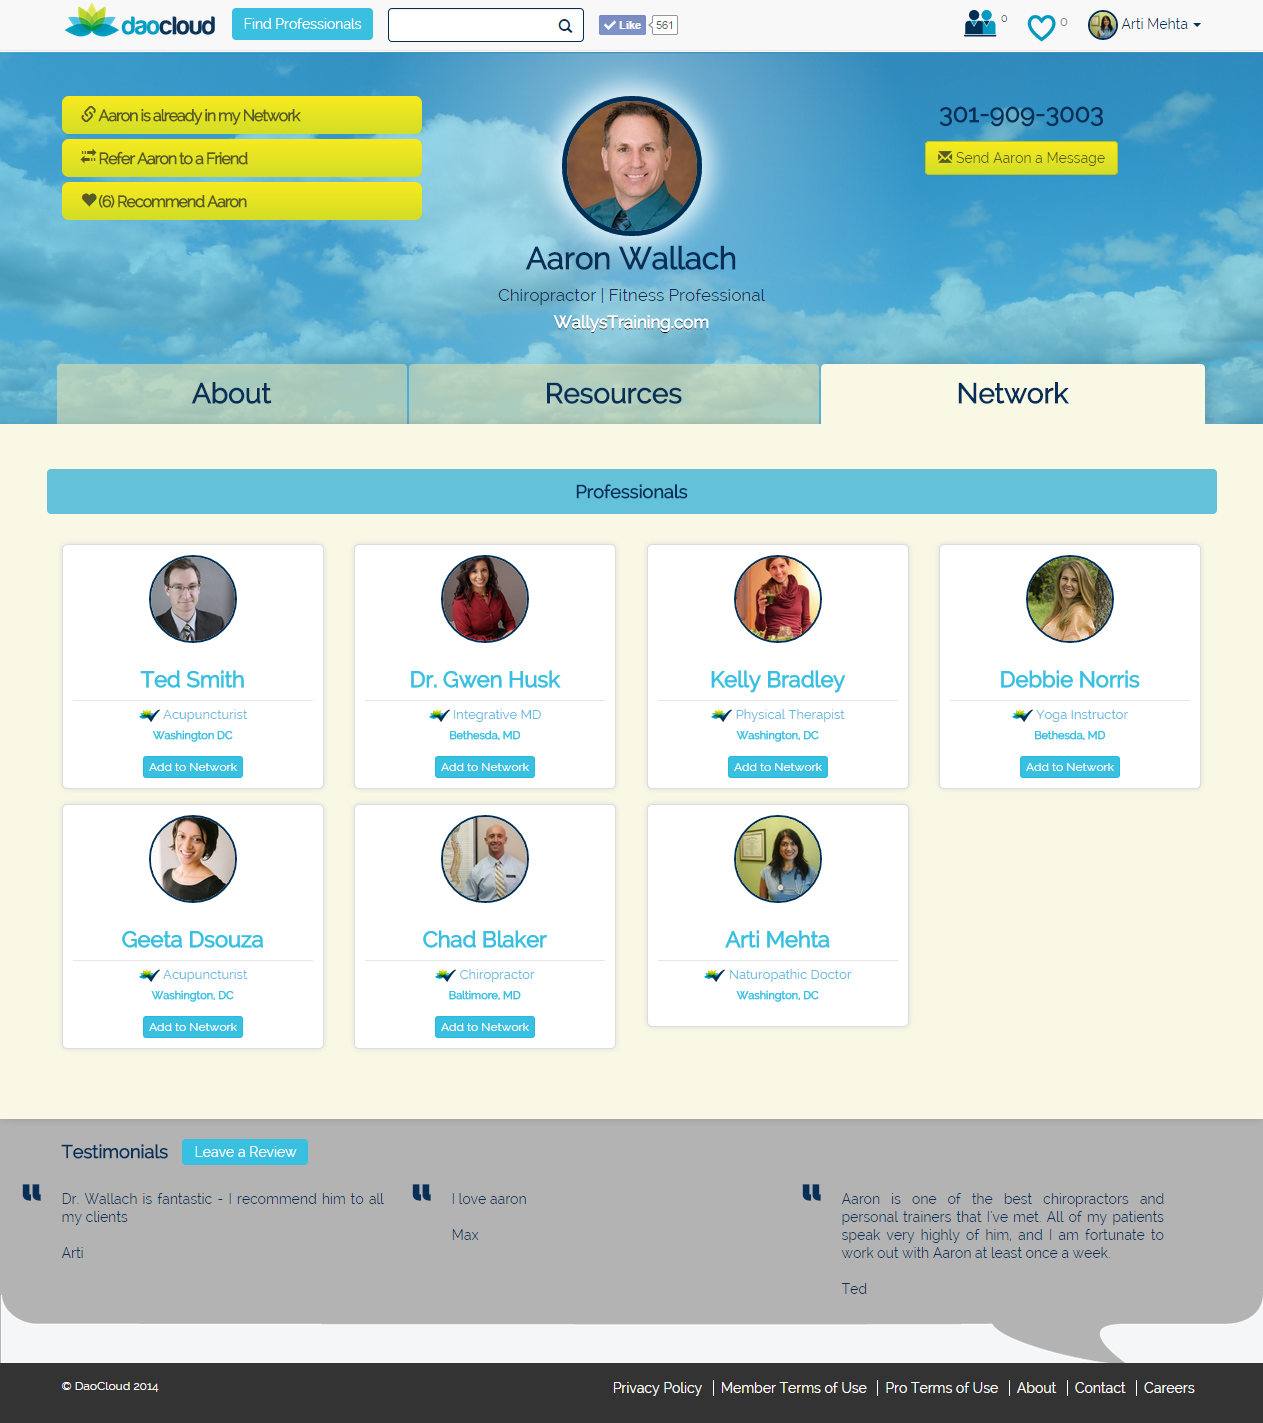 daocloud
Find Professionals
Like
561
0
0
Arti Mehta
Aaron is already in my Network
Refer Aaron to a Friend
(6) Recommend Aaron
301-909-3003
Send Aaron a Message
Aaron Wallach
Chiropractor | Fitness Professional
WallysTraining.com
About
Resources
Network
Professionals
Ted Smith
Acupuncturist
Washington DC
Add to Network
Dr. Gwen Husk
Integrative MD
Bethesda, MD
Add to Network
Kelly Bradley
Physical Therapist
Washington, DC
Add to Network
Debbie Norris
Yoga Instructor
Bethesda, MD
Add to Network
Geeta Dsouza
Acupuncturist
Washington, DC
Add to Network
Chad Blaker
Chiropractor
Baltimore, MD
Add to Network
Arti Mehta
Naturopathic Doctor
Washington, DC
Testimonials
Leave a Review
Dr. Wallach is fantastic - I recommend him to all
my clients
Arti
I love aaron
Max
Aaron is one of the best chiropractors and
personal trainers that I've met. All of my patients
speak very highly of him, and I am fortunate to
work out with Aaron at least once a week.
Ted
© DaoCloud 2014
Privacy Policy | Member Terms of Use | Pro Terms of Use | About | Contact | Careers